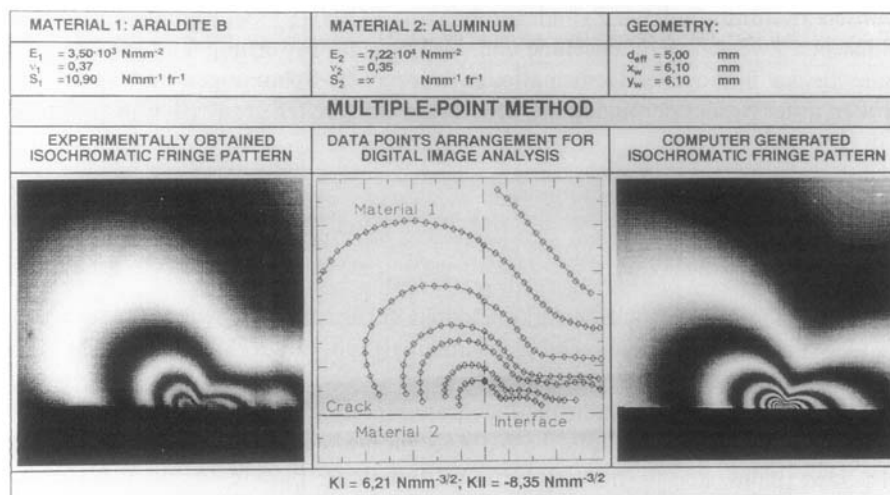 MATERIAL 1: ARALDITE B
MATERIAL 2: ALUMINUM
GEOMETRY:
E1 = 3,50·10³ Nmm⁻²
ν1 = 0,37
S1 = 10,90 Nmm⁻¹ fr⁻¹
E2 = 7,22·10⁴ Nmm⁻²
ν2 = 0,35
S2 = ∞ Nmm⁻¹ fr⁻¹
d_eff = 5,00 mm
x_w = 6,10 mm
y_w = 6,10 mm
MULTIPLE-POINT METHOD
EXPERIMENTALLY OBTAINED
ISOCHROMATIC FRINGE PATTERN
DATA POINTS ARRANGEMENT FOR
DIGITAL IMAGE ANALYSIS
COMPUTER GENERATED
ISOCHROMATIC FRINGE PATTERN
Material 1
Crack
Interface
Material 2
KI = 6,21 Nmm⁻³/²; KII = -8,35 Nmm⁻³/²